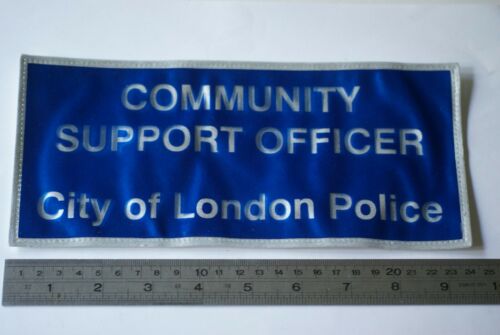 COMMUNITY
SUPPORT OFFICER
City of London Police
1 2 3 4 5 6 7 8 9 10 11 12 13 14 15 16 17 18 19 20 21 22 23 24 25
1 2 3 4 5 6 7 8 9